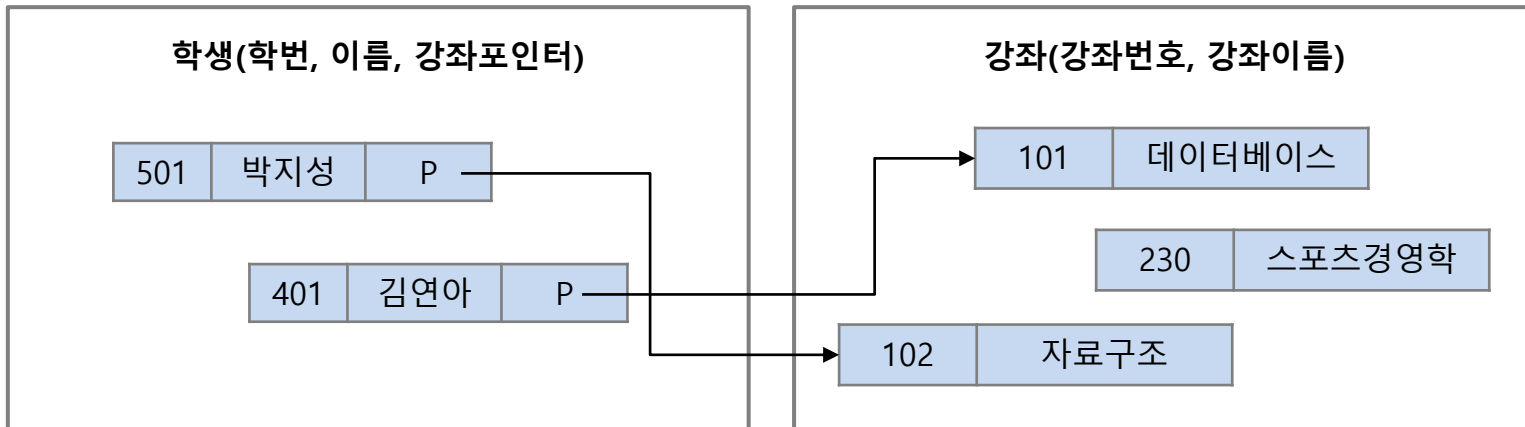 학생(학번, 이름, 강좌포인터)
501 박지성 P
401 김연아 P
강좌(강좌번호, 강좌이름)
101 데이터베이스
230 스포츠경영학
102 자료구조